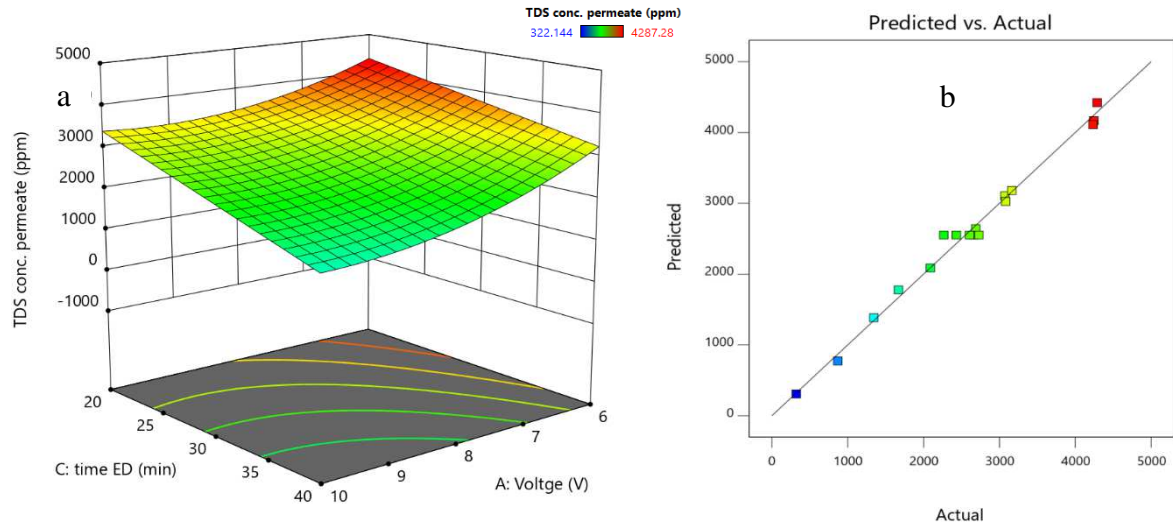 TDS conc. permeate (ppm)
322.144 4287.28
a
5000
4000
3000
2000
1000
0
-1000
TDS conc. permeate (ppm)
20
25
30
35
40
C: time ED (min)
10
9
8
7
6
A: Voltge (V)
Predicted vs. Actual
b
5000
4000
3000
2000
1000
0
Predicted
0 1000 2000 3000 4000 5000
Actual